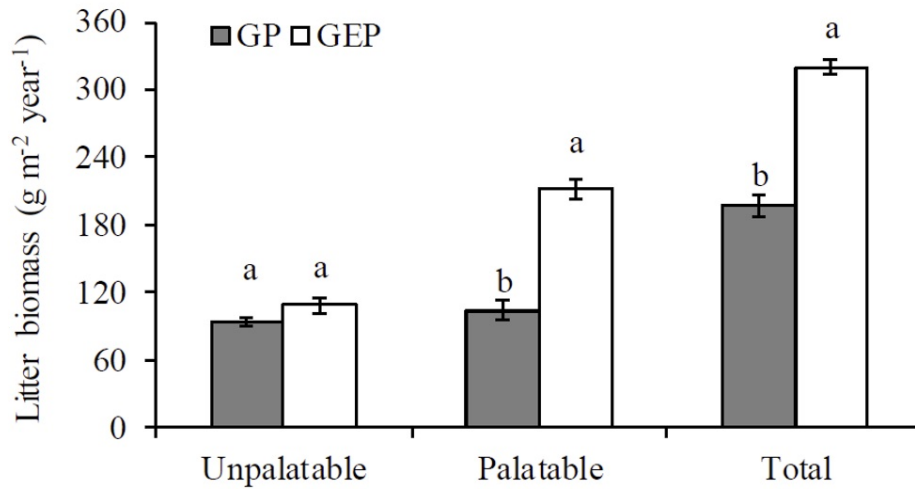 Litter biomass (g m-2 year-1)
360
300
240
180
120
60
0
GP GEP
a
a
b
a
b
a
Unpalatable Palatable Total